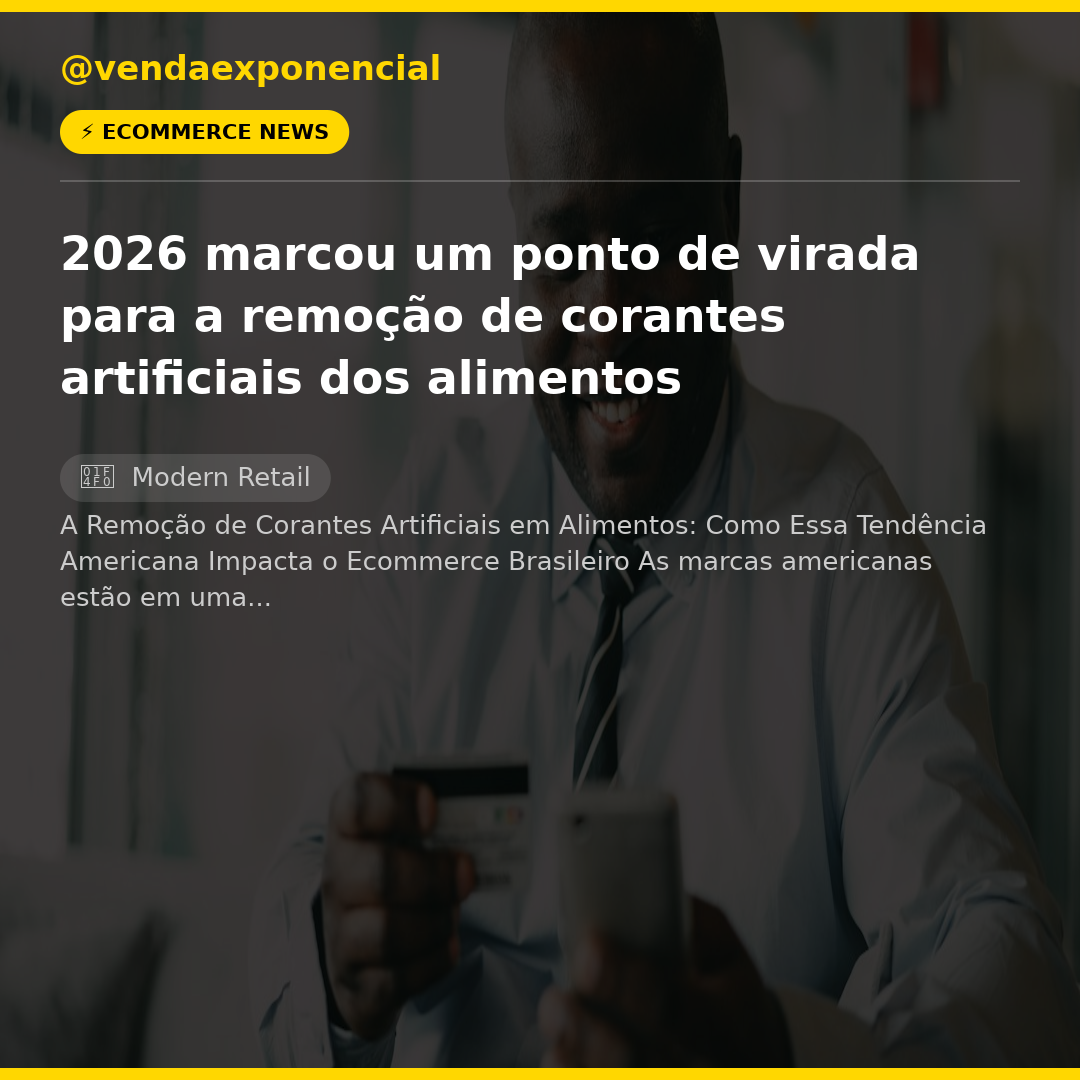 @vendaexponencial
⚡ ECOMMERCE NEWS
2026 marcou um ponto de virada
para a remoção de corantes
artificiais dos alimentos
Modern Retail
A Remoção de Corantes Artificiais em Alimentos: Como Essa Tendência
Americana Impacta o Ecommerce Brasileiro As marcas americanas
estão em uma...